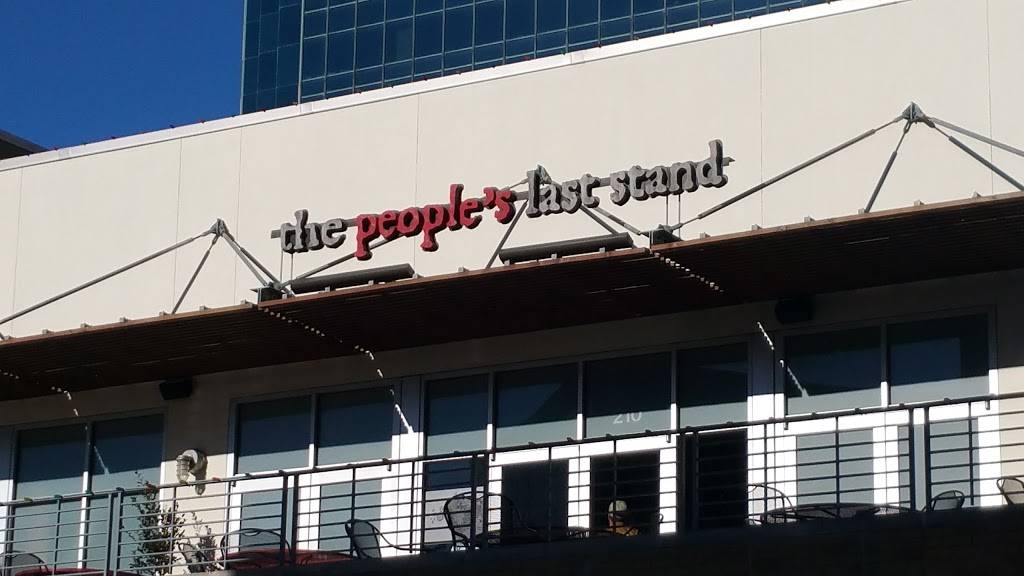 the people's last stand
210